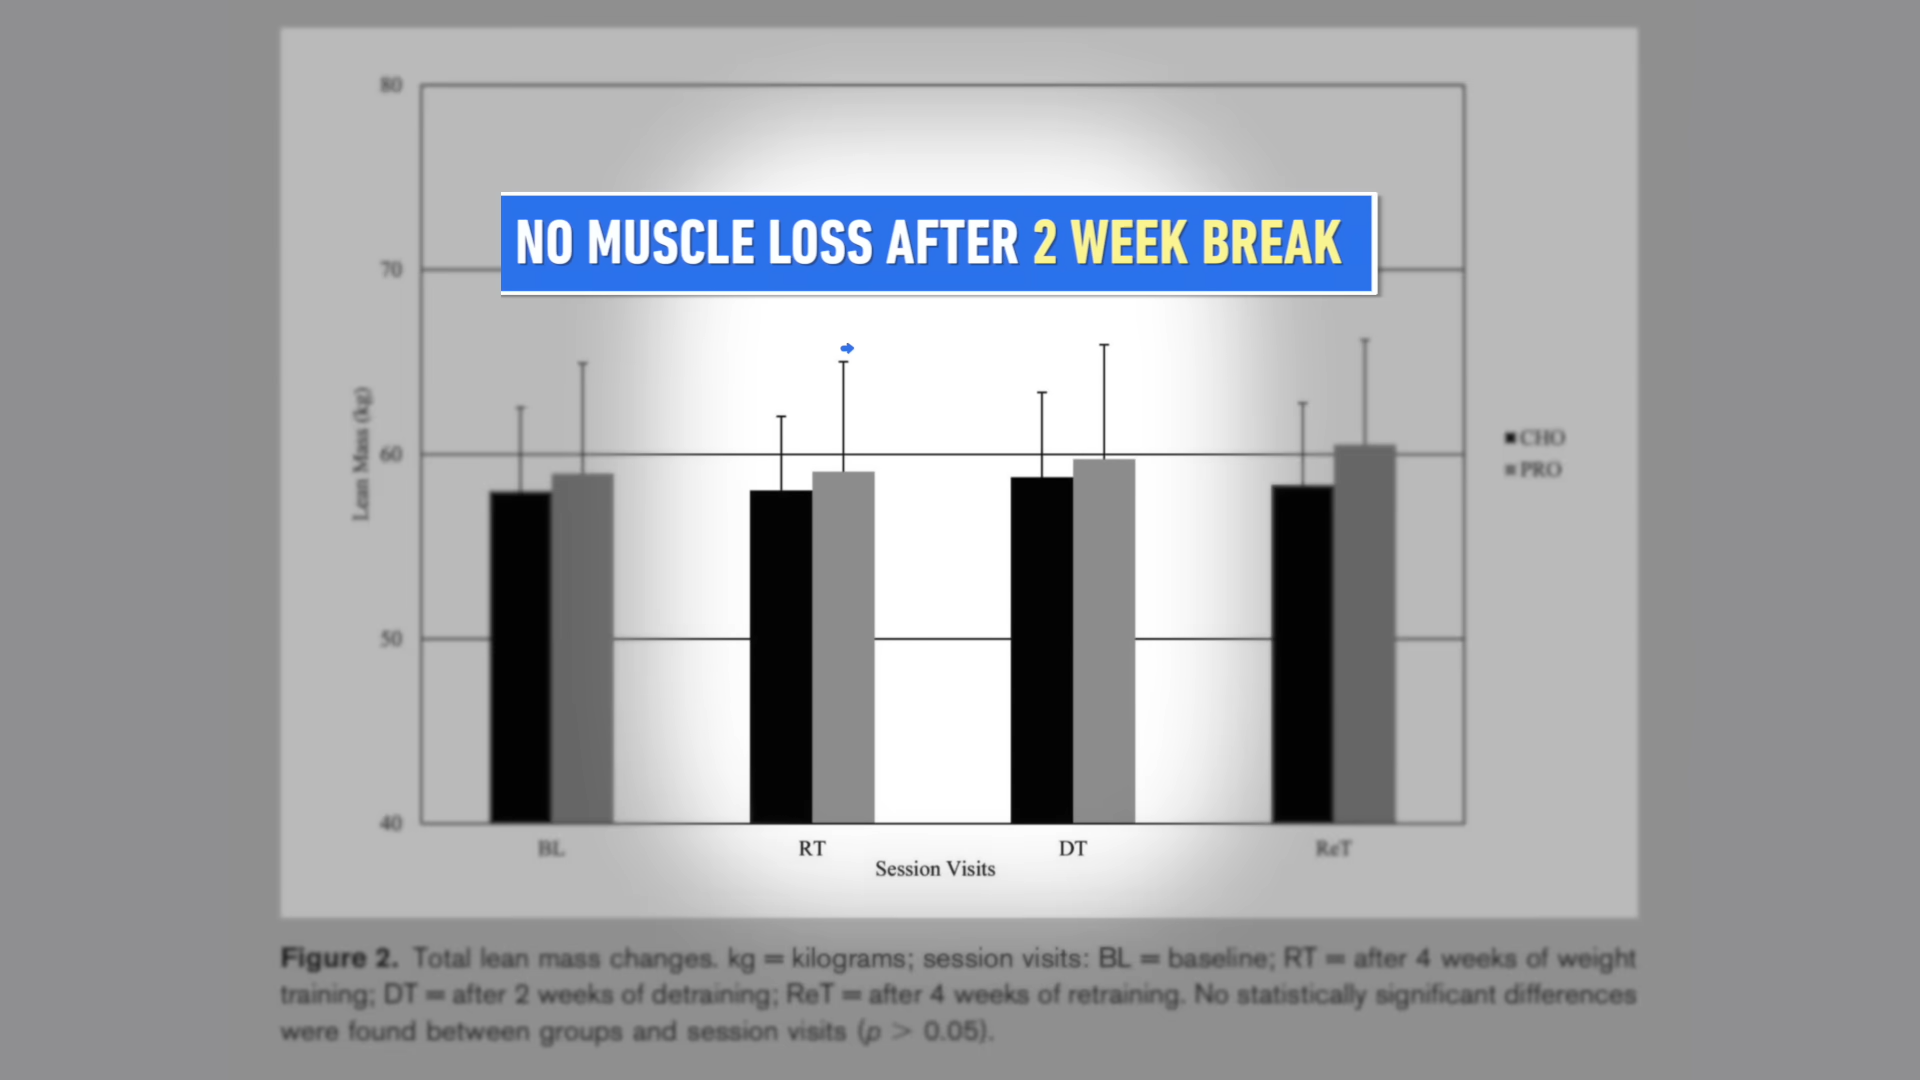 80
NO MUSCLE LOSS AFTER 2 WEEK BREAK
70
Lean Mass (kg)
60
CHO
PRO
50
40
BL
RT
DT
ReT
Session Visits
Figure 2. Total lean mass changes. kg = kilograms; session visits: BL = baseline; RT = after 4 weeks of weight
training; DT = after 2 weeks of detraining; ReT = after 4 weeks of retraining. No statistically significant differences
were found between groups and session visits (p > 0.05).